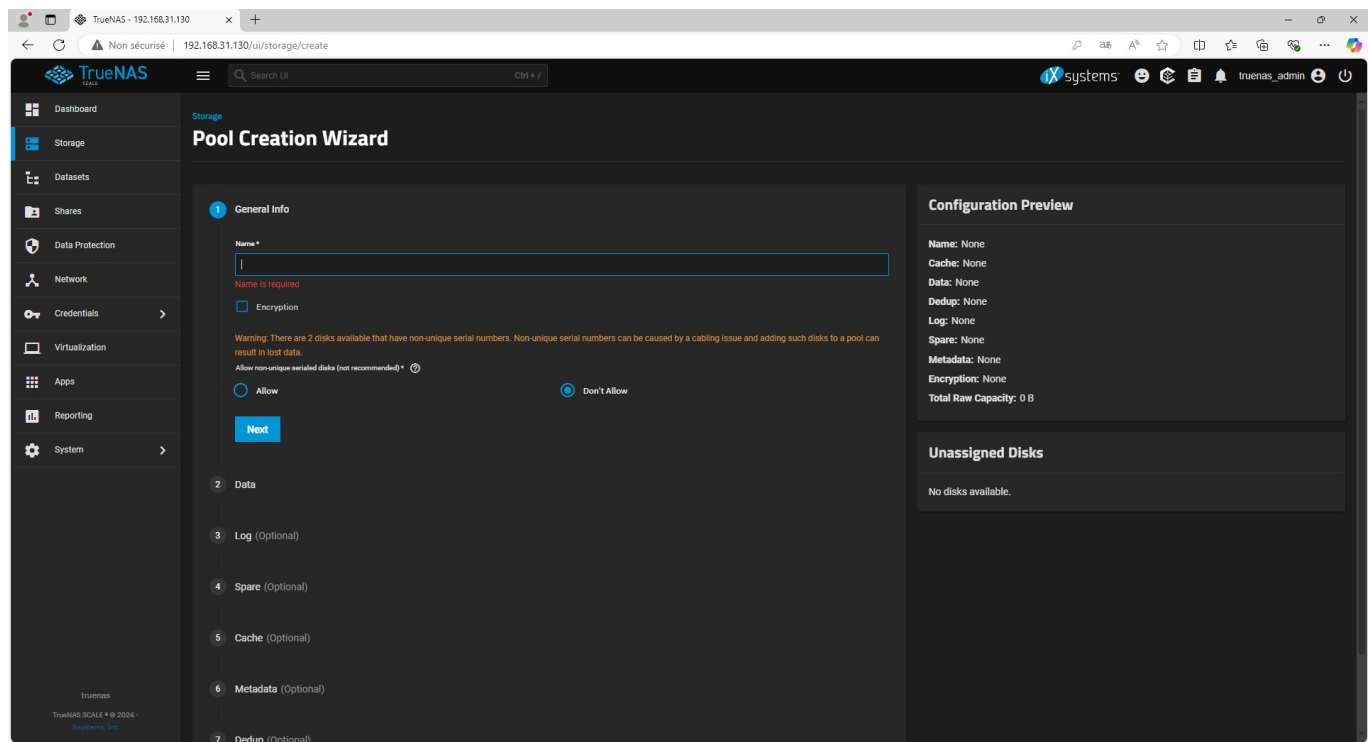 TrueNAS - 192.168.31.130
Non sécurisé
192.168.31.130/ui/storage/create
TrueNAS
SCALE
Search UI
Ctrl + /
iXsystems
truenas_admin
Dashboard
Storage
Datasets
Shares
Data Protection
Network
Credentials
Virtualization
Apps
Reporting
System
truenas
TrueNAS SCALE ® © 2024 -
iXsystems, Inc.
Storage
Pool Creation Wizard
1 General Info
Name *
Name is required
Encryption
Warning: There are 2 disks available that have non-unique serial numbers. Non-unique serial numbers can be caused by a cabling issue and adding such disks to a pool can
result in lost data.
Allow non-unique serialed disks (not recommended) *
Allow
Don't Allow
Next
2 Data
3 Log (Optional)
4 Spare (Optional)
5 Cache (Optional)
6 Metadata (Optional)
7 Dedup (Optional)
Configuration Preview
Name: None
Cache: None
Data: None
Dedup: None
Log: None
Spare: None
Metadata: None
Encryption: None
Total Raw Capacity: 0 B
Unassigned Disks
No disks available.